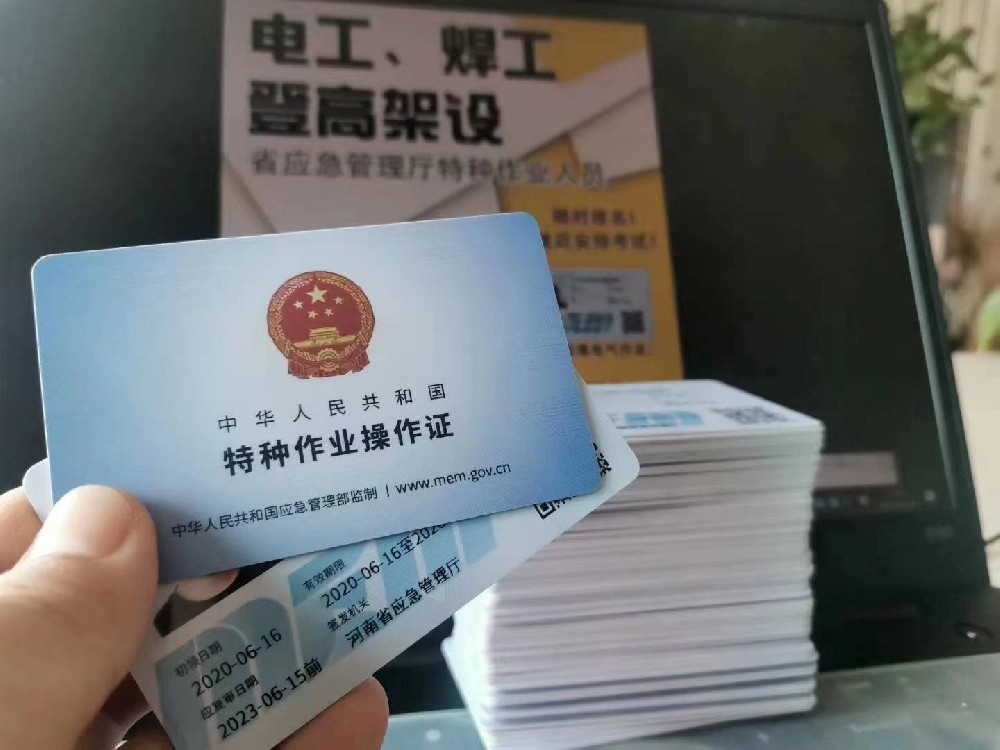 电工、焊工
登高架设
省应急管理厅特种作业人员
随时报名!
安排考试!
中华人民共和国
特种作业操作证
中华人民共和国应急管理部监制 | www.mem.gov.cn
初领日期
2020-06-16
应复审日期
2023-06-15前
有效期限
2020-06-16至202
签发机关
河南省应急管理厅